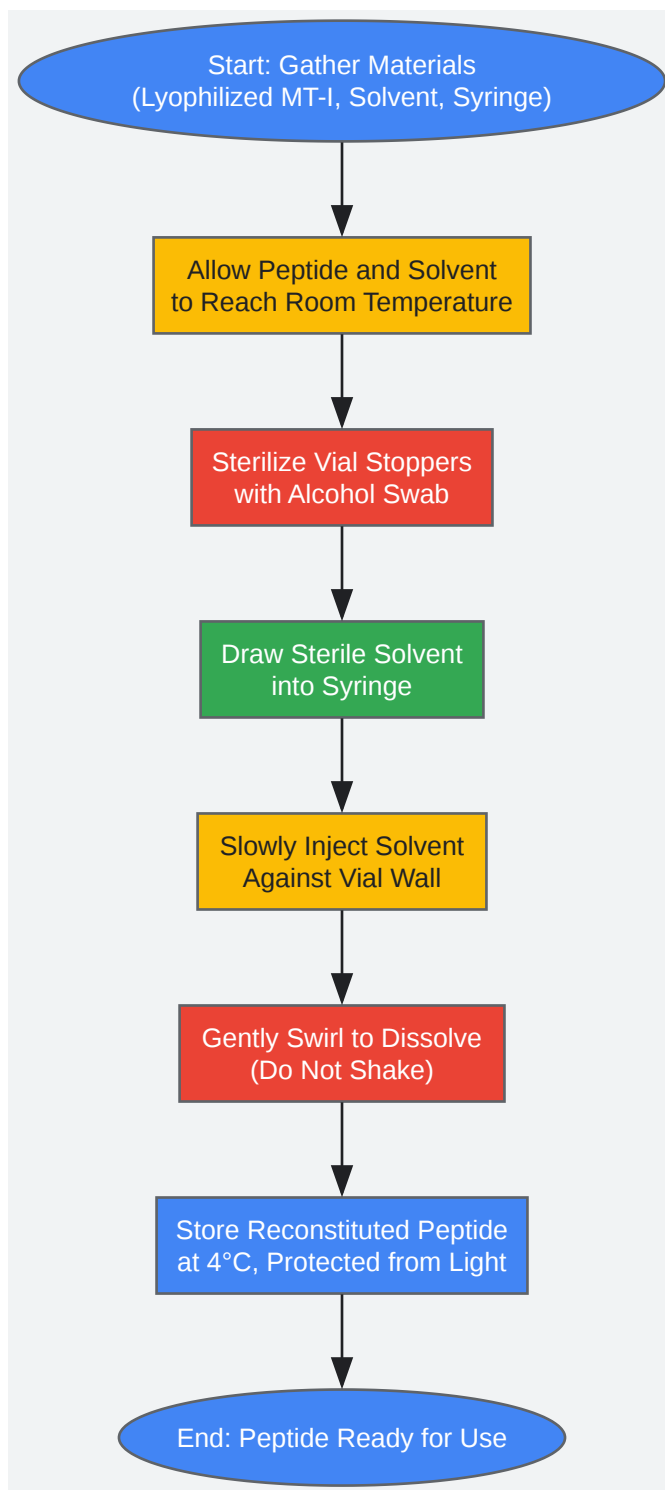 Start: Gather Materials
(Lyophilized MT-I, Solvent, Syringe)
Allow Peptide and Solvent
to Reach Room Temperature
Sterilize Vial Stoppers
with Alcohol Swab
Draw Sterile Solvent
into Syringe
Slowly Inject Solvent
Against Vial Wall
Gently Swirl to Dissolve
(Do Not Shake)
Store Reconstituted Peptide
at 4°C, Protected from Light
End: Peptide Ready for Use